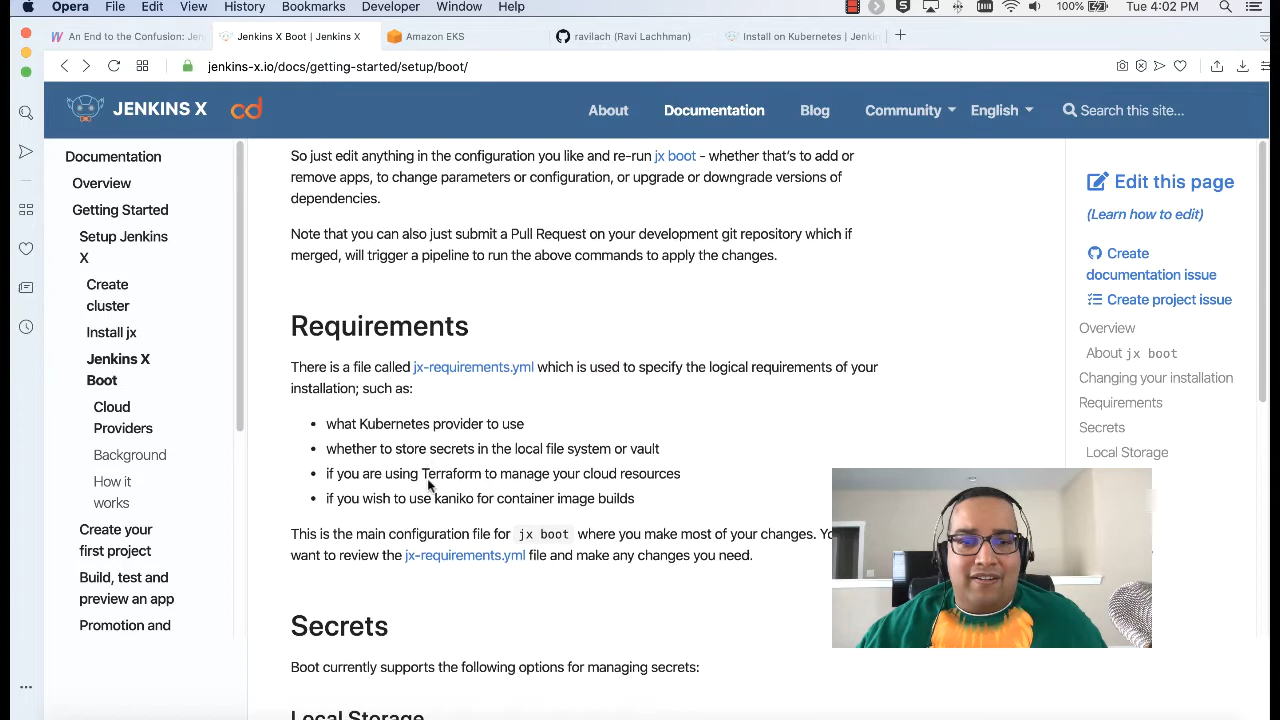 Opera File Edit View History Bookmarks Developer Window Help 100% Tue 4:02 PM
An End to the Confusion: Jen
Jenkins X Boot | Jenkins X
Amazon EKS
ravilach (Ravi Lachhman)
Install on Kubernetes | Jenkin
jenkins-x.io/docs/getting-started/setup/boot/
JENKINS X cd About Documentation Blog Community English Search this site...
Documentation
Overview
Getting Started
Setup Jenkins
X
Create
cluster
Install jx
Jenkins X
Boot
Cloud
Providers
Background
How it
works
Create your
first project
Build, test and
preview an app
Promotion and
So just edit anything in the configuration you like and re-run jx boot - whether that's to add or
remove apps, to change parameters or configuration, or upgrade or downgrade versions of
dependencies.
Note that you can also just submit a Pull Request on your development git repository which if
merged, will trigger a pipeline to run the above commands to apply the changes.
Requirements
There is a file called jx-requirements.yml which is used to specify the logical requirements of your
installation; such as:
• what Kubernetes provider to use
• whether to store secrets in the local file system or vault
• if you are using Terraform to manage your cloud resources
• if you wish to use kaniko for container image builds
This is the main configuration file for jx boot where you make most of your changes.
want to review the jx-requirements.yml file and make any changes you need.
Secrets
Boot currently supports the following options for managing secrets:
Local Storage
Edit this page
(Learn how to edit)
Create
documentation issue
Create project issue
Overview
About jx boot
Changing your installation
Requirements
Secrets
Local Storage